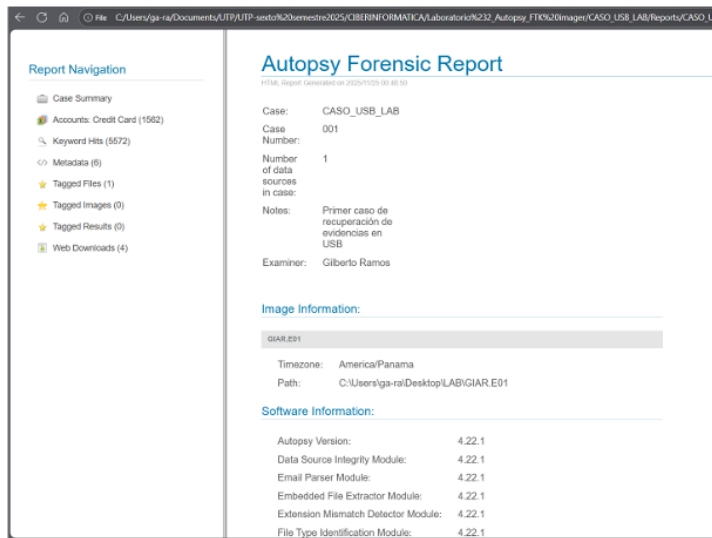 File C:/Users/ga-ra/Documents/UTP/UTP-sexto%20semestre2025/CIBERINFORMATICA/Laboratorio%232_Autopsy_FTK%20imager/CASO_USB_LAB/Reports/CASO_U
Report Navigation
Case Summary
Accounts: Credit Card (1562)
Keyword Hits (5572)
Metadata (6)
Tagged Files (1)
Tagged Images (0)
Tagged Results (0)
Web Downloads (4)
Autopsy Forensic Report
HTML Report Generated on 2025/11/25 00:48:50
Case: CASO_USB_LAB
Case 001
Number:
Number 1
of data
sources
in case:
Notes: Primer caso de
recuperación de
evidencias en
USB
Examiner: Gilberto Ramos
Image Information:
GIAR.E01
Timezone: America/Panama
Path: C:\Users\ga-ra\Desktop\LAB\GIAR.E01
Software Information:
Autopsy Version: 4.22.1
Data Source Integrity Module: 4.22.1
Email Parser Module: 4.22.1
Embedded File Extractor Module: 4.22.1
Extension Mismatch Detector Module: 4.22.1
File Type Identification Module: 4.22.1